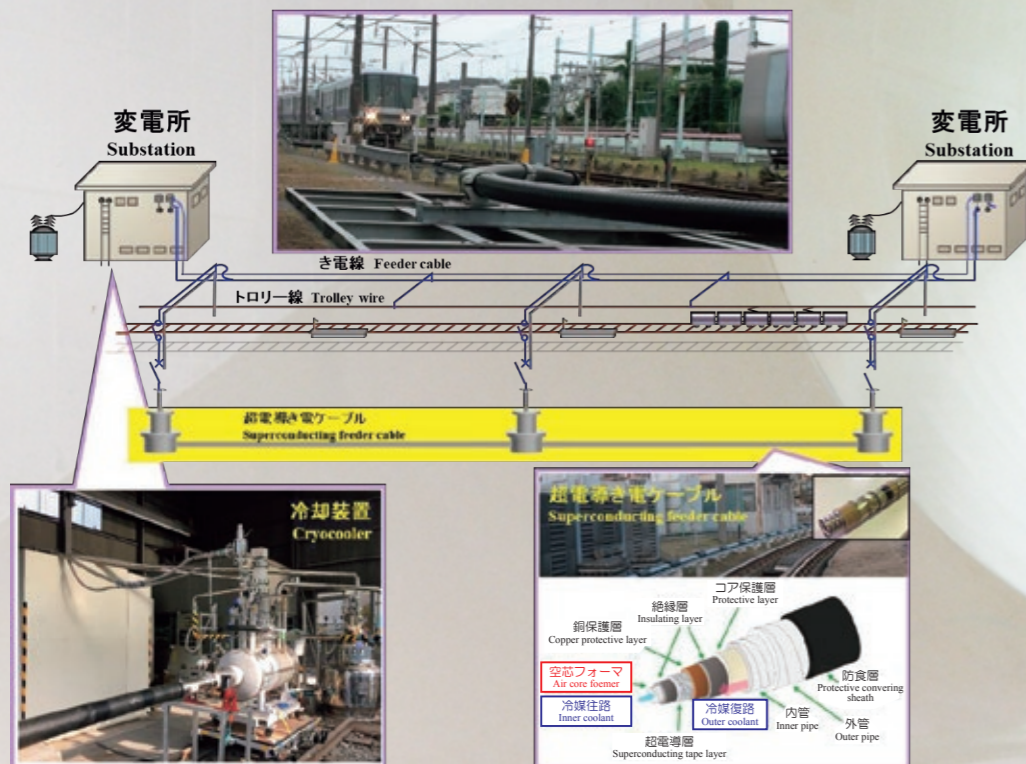 変電所
Substation
変電所
Substation
き電線 Feeder cable
トロリー線 Trolley wire
超電導き電ケーブル
Superconducting feeder cable
冷却装置
Cryocooler
超電導き電ケーブル
Superconducting feeder cable
コア保護層
Protective layer
絶縁層
Insulating layer
銅保護層
Copper protective layer
空芯フォーマ
Air core foemer
冷媒往路
Inner coolant
冷媒復路
Outer coolant
超電導層
Superconducting tape layer
内管
Inner pipe
外管
Outer pipe
防食層
Protective convering
sheath